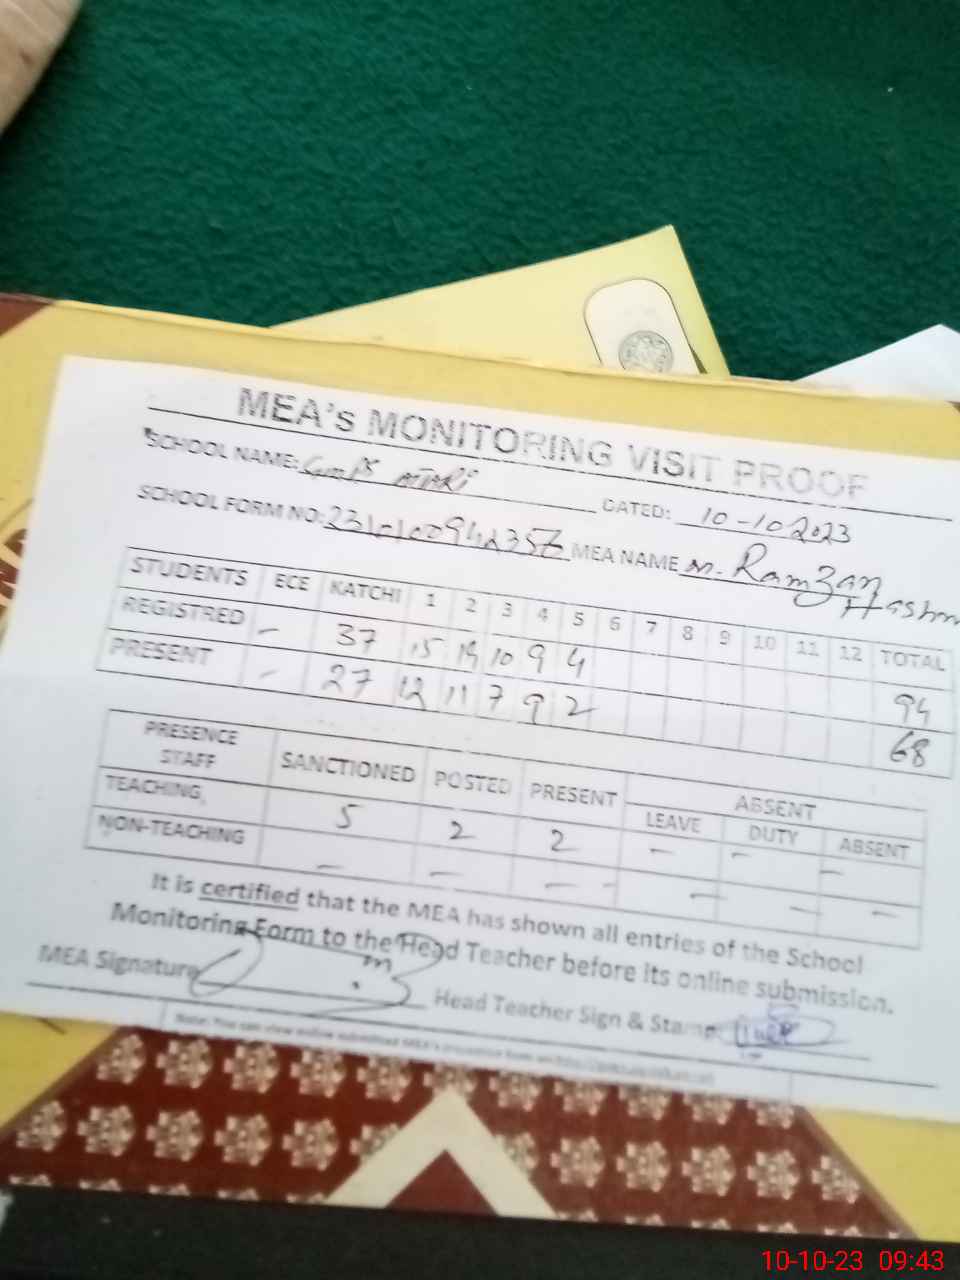 MEA's MONITORING VISIT PROOF
SCHOOL NAME: DATED: 10-10-2023
SCHOOL FORM NO: MEA NAME M. Ramzan Hashm
STUDENTS ECE KATCHI 1 2 3 4 5 6 7 8 9 10 11 12 TOTAL
REGISTRED – 37 15 19 10 9 4 94
PRESENT – 27 12 11 7 9 2 68
PRESENCE STAFF SANCTIONED POSTED PRESENT ABSENT
LEAVE DUTY ABSENT
TEACHING, 5 2 2 – – –
NON-TEACHING – – – – – – –
It is certified that the MEA has shown all entries of the School
Monitoring Form to the Head Teacher before its online submission.
MEA Signature Head Teacher Sign & Stamp
10-10-23 09:43